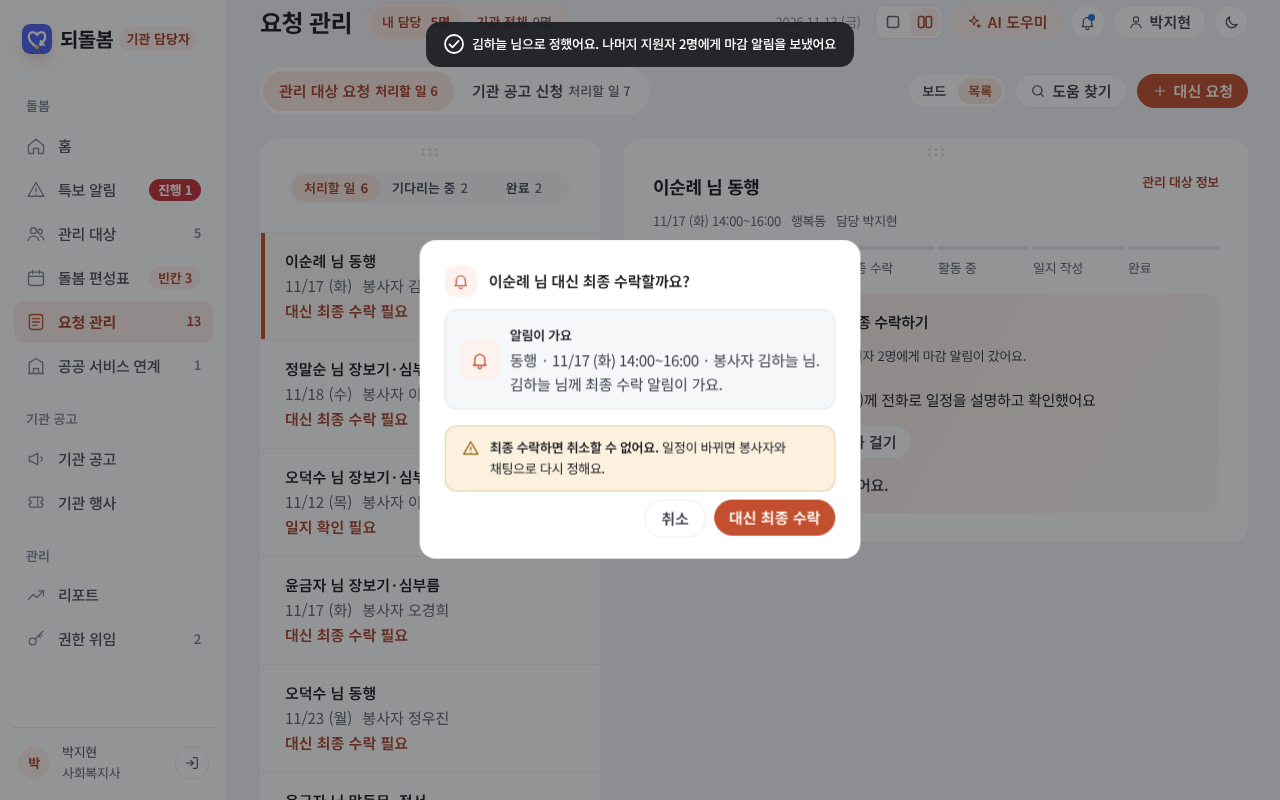 되돌봄 기관 담당자
돌봄
홈
특보 알림 진행 1
관리 대상 5
돌봄 편성표 빈칸 3
요청 관리 13
공공 서비스 연계 1
기관 공고
기관 공고
기관 행사
관리
리포트
권한 위임 2
박
박지현
사회복지사
요청 관리 내 담당 5명 기관 전체 9명 2026.11.13 (금) AI 도우미 박지현
김하늘 님으로 정했어요. 나머지 지원자 2명에게 마감 알림을 보냈어요
관리 대상 요청 처리할 일 6 기관 공고 신청 처리할 일 7 보드 목록 도움 찾기 대신 요청
처리할 일 6 기다리는 중 2 완료 2
이순례 님 동행
11/17 (화) 봉사자 김
대신 최종 수락 필요
정말순 님 장보기·심부
11/18 (수) 봉사자 이
대신 최종 수락 필요
오덕수 님 장보기·심부
11/12 (목) 봉사자 이
일지 확인 필요
윤금자 님 장보기·심부름
11/17 (화) 봉사자 오경희
대신 최종 수락 필요
오덕수 님 동행
11/23 (월) 봉사자 정우진
대신 최종 수락 필요
이순례 님 동행 관리 대상 정보
11/17 (화) 14:00~16:00 행복동 담당 박지현
수락 활동 중 일지 작성 완료
수락하기
2명에게 마감 알림이 갔어요.
께 전화로 일정을 설명하고 확인했어요
걸기
어요.
이순례 님 대신 최종 수락할까요?
알림이 가요
동행 · 11/17 (화) 14:00~16:00 · 봉사자 김하늘 님.
김하늘 님께 최종 수락 알림이 가요.
최종 수락하면 취소할 수 없어요. 일정이 바뀌면 봉사자와
채팅으로 다시 정해요.
취소 대신 최종 수락